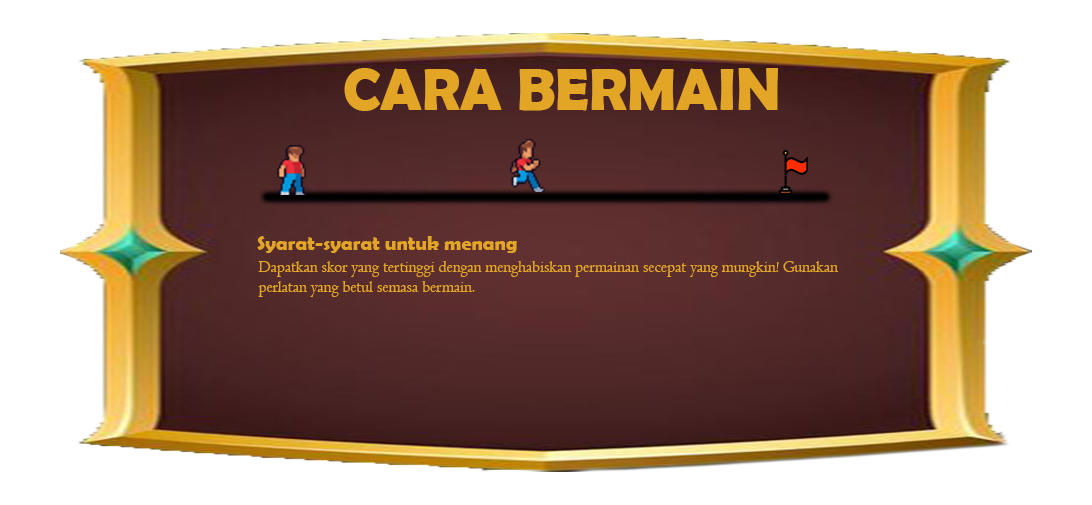 CARA BERMAIN
Syarat-syarat untuk menang
Dapatkan skor yang tertinggi dengan menghabiskan permainan secepat yang mungkin! Gunakan
perlatan yang betul semasa bermain.